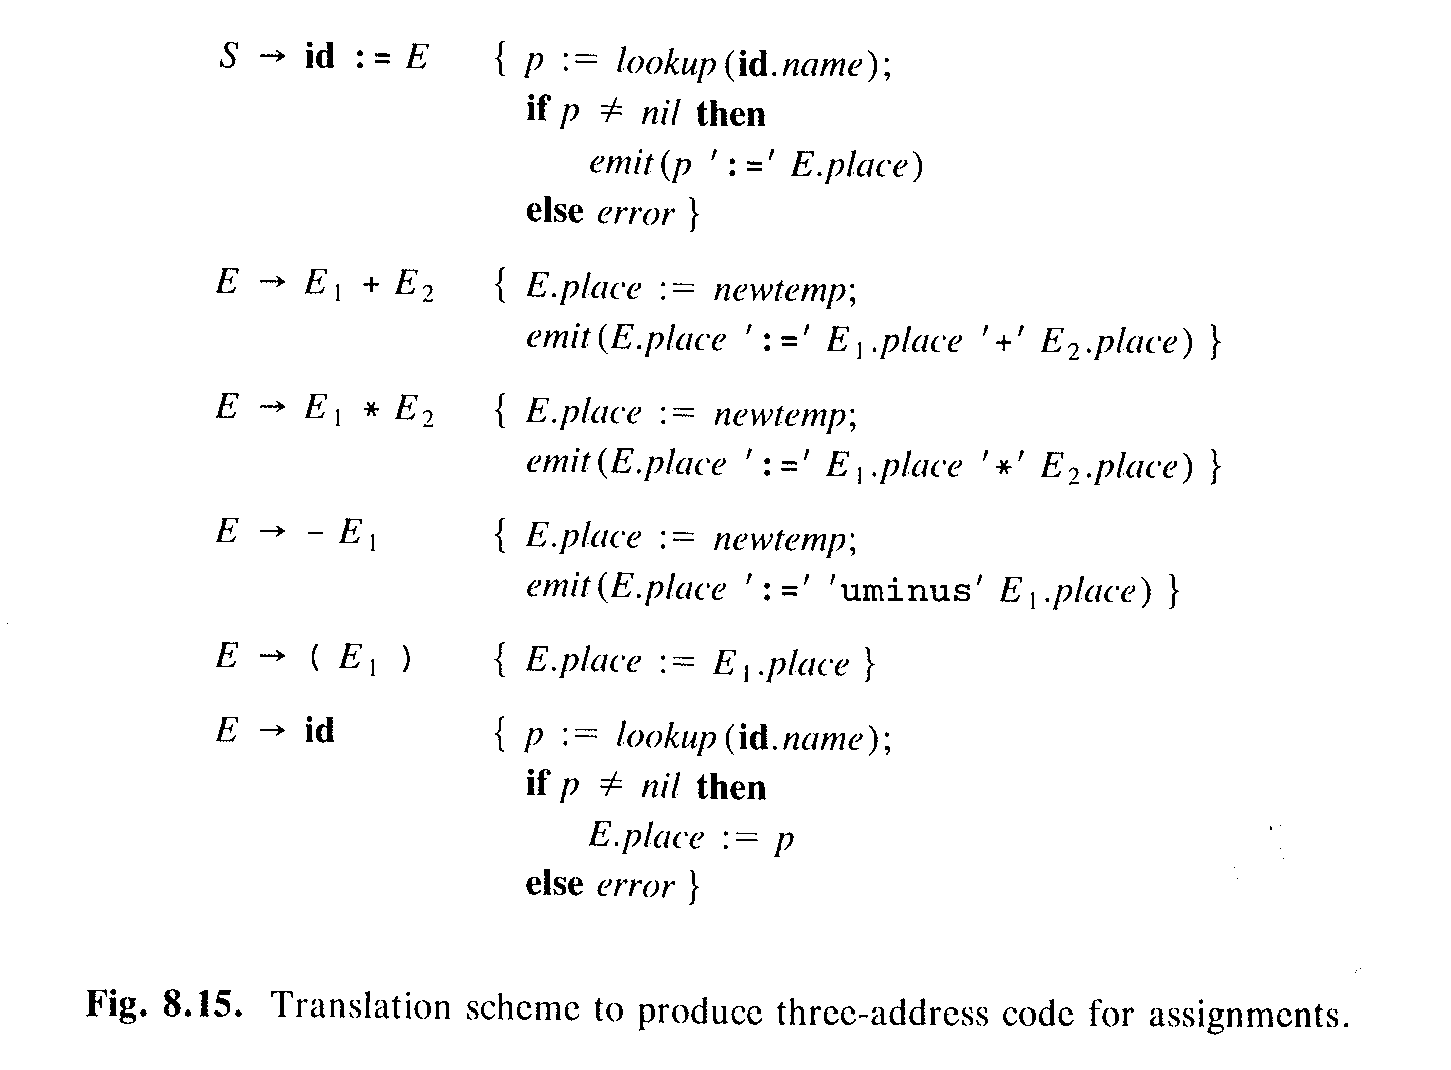 S → id := E { p := lookup(id.name);
if p ≠ nil then
emit(p ':=' E.place)
else error }
E → E₁ + E₂ { E.place := newtemp;
emit(E.place ':=' E₁.place '+' E₂.place) }
E → E₁ * E₂ { E.place := newtemp;
emit(E.place ':=' E₁.place '*' E₂.place) }
E → - E₁ { E.place := newtemp;
emit(E.place ':=' 'uminus' E₁.place) }
E → ( E₁ ) { E.place := E₁.place }
E → id { p := lookup(id.name);
if p ≠ nil then
E.place := p
else error }
Fig. 8.15. Translation scheme to produce three-address code for assignments.